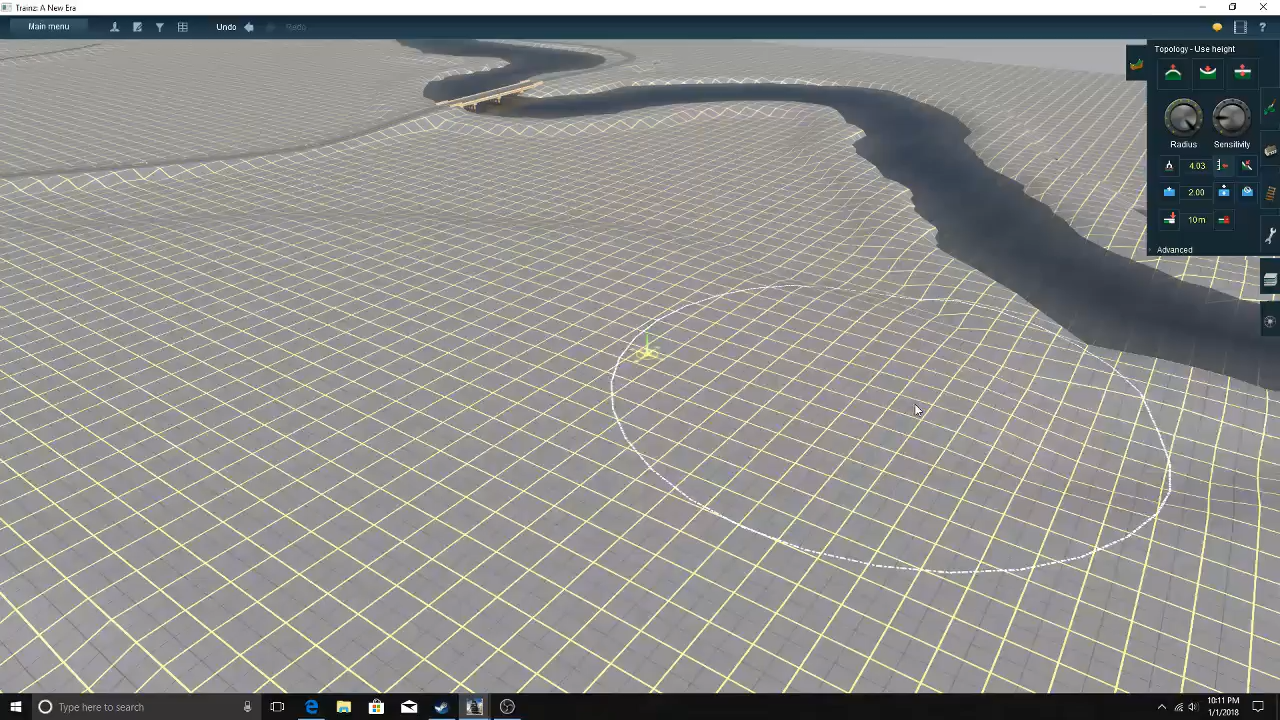 Trainz: A New Era
Main menu
Undo
Redo
Topology - Use height
Radius
Sensitivity
4.03
2.00
10m
Advanced
Type here to search
10:11 PM
1/1/2018